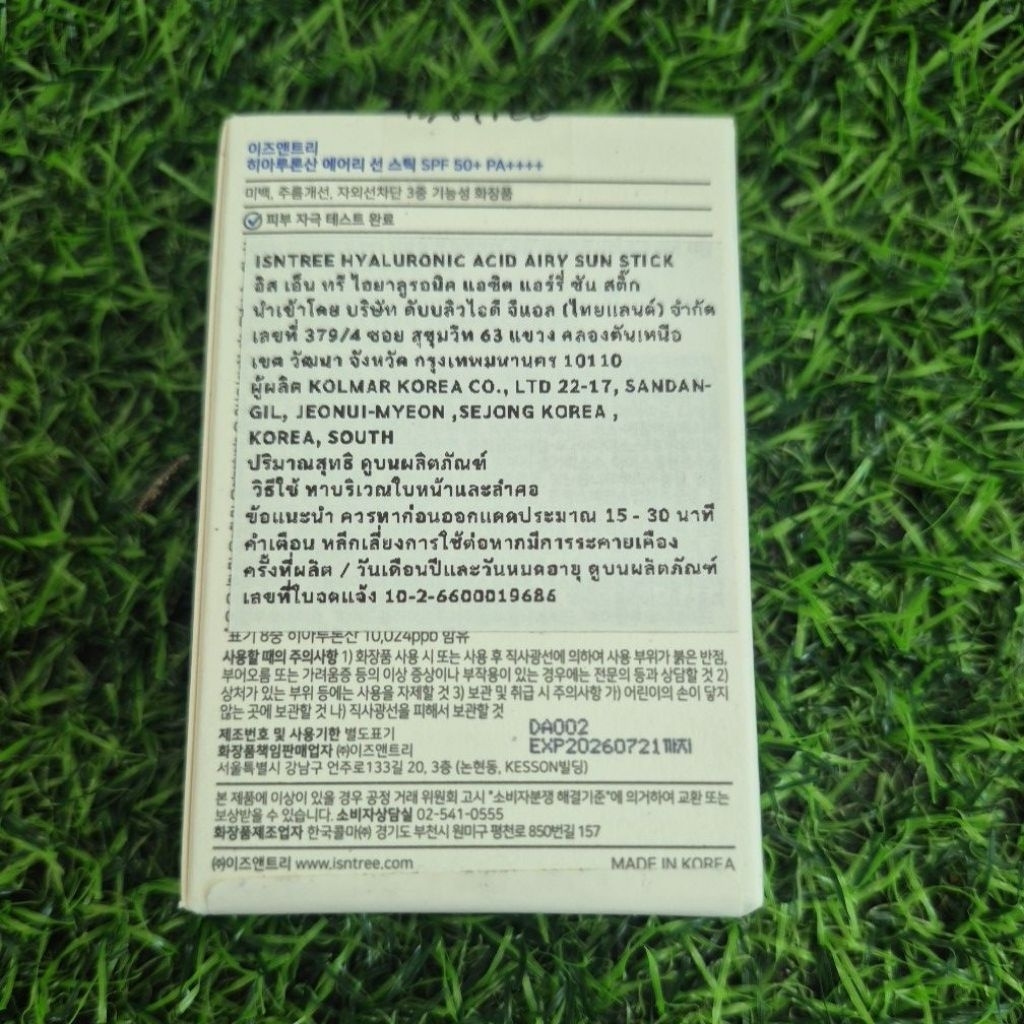 이즈앤트리
히아루론산 에어리 선 스틱 SPF 50+ PA++++
미백, 주름개선, 자외선차단 3중 기능성 화장품
피부 자극 테스트 완료
ISNTREE HYALURONIC ACID AIRY SUN STICK
อิส เอ็น ทรี ไฮยาลูรอนิค แอซิด แอร์รี่ ซัน สติ๊ก
นำเข้าโดย บริษัท ดับบลิวไอดี จีแอล (ไทยแลนด์) จำกัด
เลขที่ 379/4 ซอย สุขุมวิท 63 แขวง คลองตันเหนือ
เขต วัฒนา จังหวัด กรุงเทพมหานคร 10110
ผู้ผลิต KOLMAR KOREA CO., LTD 22-17, SANDAN-
GIL, JEONUI-MYEON ,SEJONG KOREA ,
KOREA, SOUTH
ปริมาณสุทธิ ดูบนผลิตภัณฑ์
วิธีใช้ ทาบริเวณใบหน้าและลำคอ
ข้อแนะนำ ควรทาก่อนออกแดดประมาณ 15 - 30 นาที
คำเตือน หลีกเลี่ยงการใช้ต่อหากมีการระคายเคือง
ครั้งที่ผลิต / วันเดือนปีและวันหมดอายุ ดูบนผลิตภัณฑ์
เลขที่ใบจดแจ้ง 10-2-6600019686
*표기 8중 히아루론산 10,024ppb 함유
사용할 때의 주의사항 1) 화장품 사용 시 또는 사용 후 직사광선에 의하여 사용 부위가 붉은 반점,
부어오름 또는 가려움증 등의 이상 증상이나 부작용이 있는 경우에는 전문의 등과 상담할 것 2)
상처가 있는 부위 등에는 사용을 자제할 것 3) 보관 및 취급 시 주의사항 가) 어린이의 손이 닿지
않는 곳에 보관할 것 나) 직사광선을 피해서 보관할 것
제조번호 및 사용기한 별도표기
DA002
EXP20260721까지
화장품책임판매업자 ㈜이즈앤트리
서울특별시 강남구 언주로133길 20, 3층 (논현동, KESSON빌딩)
본 제품에 이상이 있을 경우 공정 거래 위원회 고시 "소비자분쟁 해결기준"에 의거하여 교환 또는
보상받을 수 있습니다. 소비자상담실 02-541-0555
화장품제조업자 한국콜마㈜ 경기도 부천시 원미구 평천로 850번길 157
㈜이즈앤트리 www.isntree.com
MADE IN KOREA